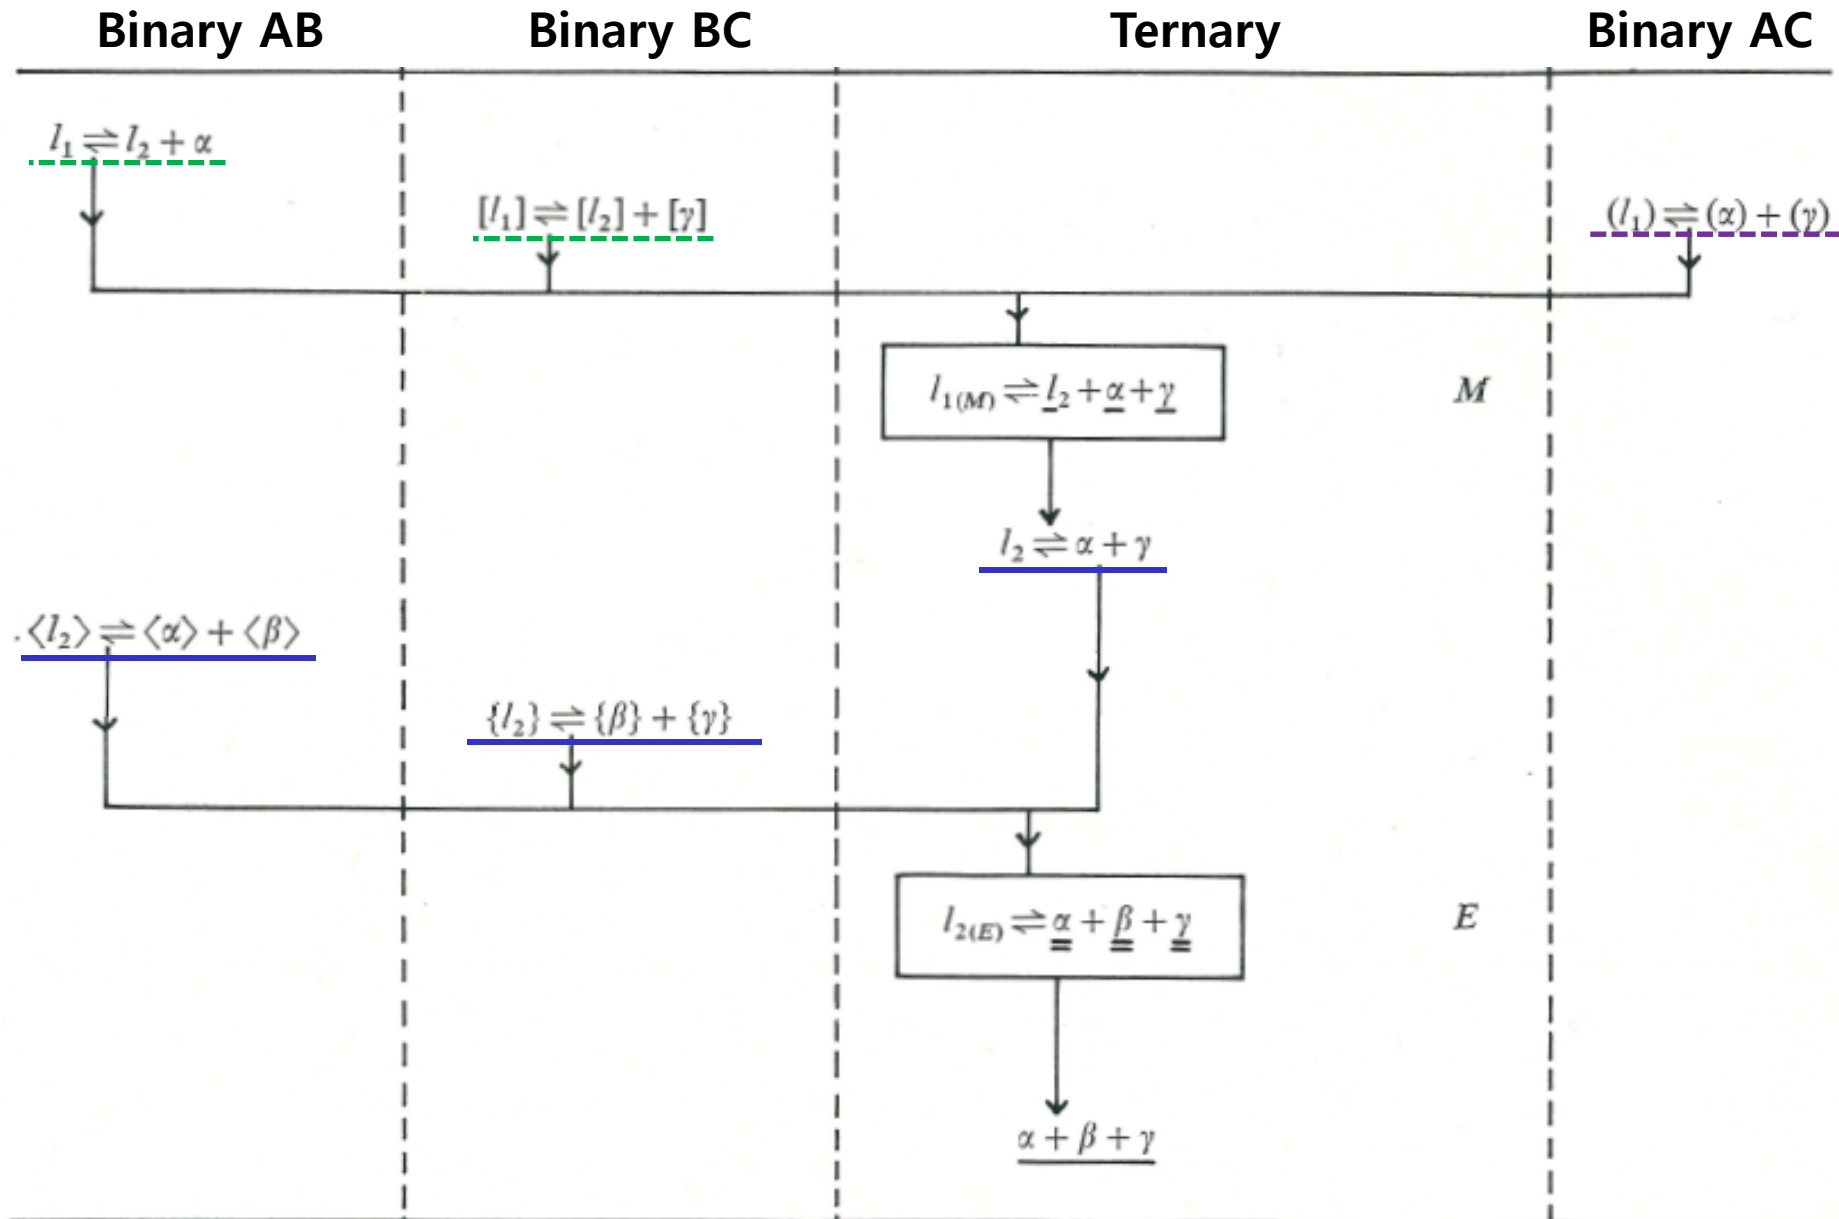 Binary AB Binary BC Ternary Binary AC
l₁ ⇌ l₂ + α
[l₁] ⇌ [l₂] + [γ]
(l₁) ⇌ (α) + (γ)
l₁(M) ⇌ l₂ + α + γ M
l₂ ⇌ α + γ
⟨l₂⟩ ⇌ ⟨α⟩ + ⟨β⟩
{l₂} ⇌ {β} + {γ}
l₂(E) ⇌ α + β + γ E
α + β + γ